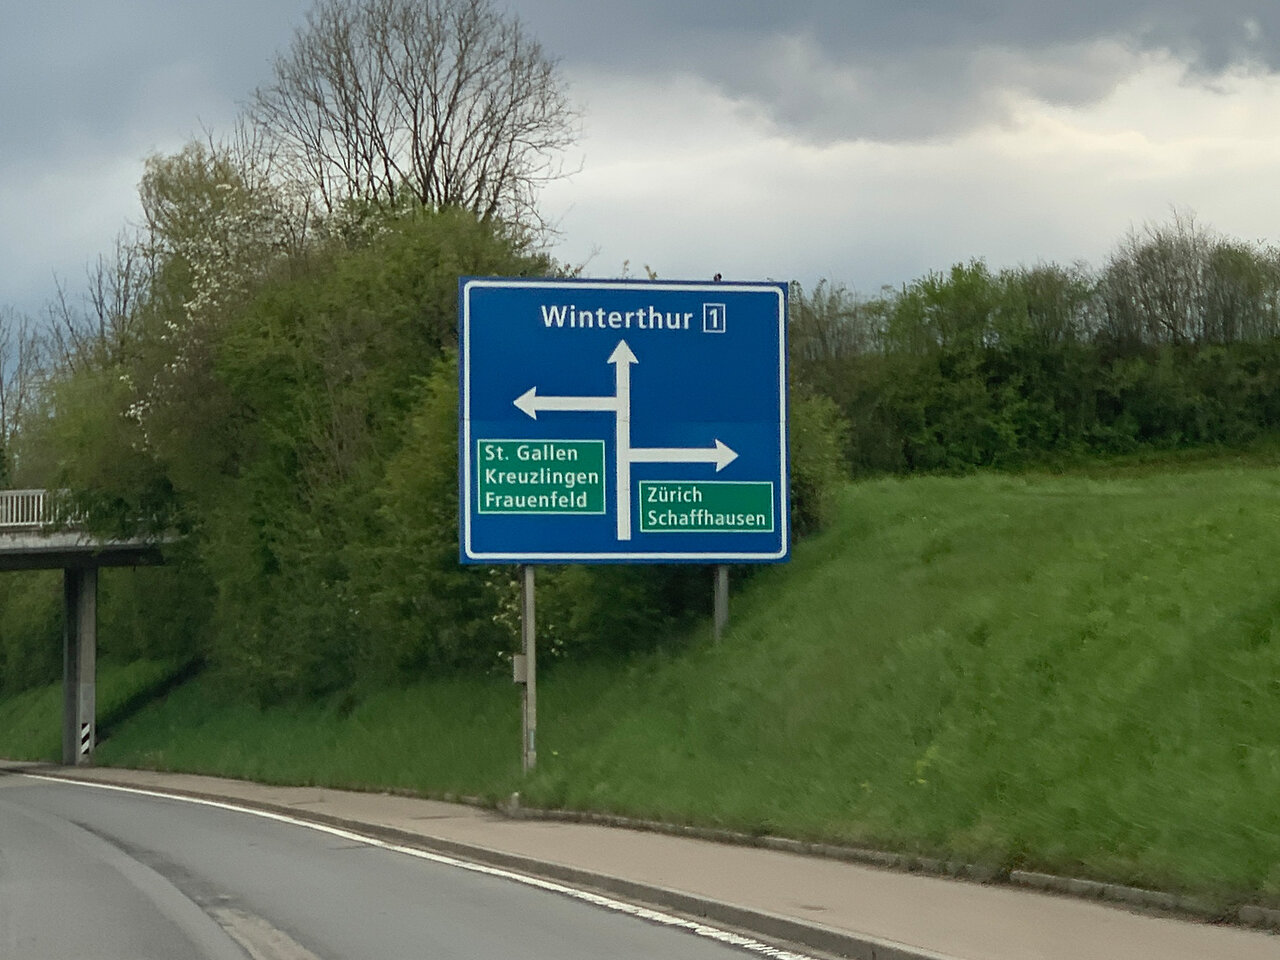 Winterthur 1
St. Gallen
Kreuzlingen
Frauenfeld
Zürich
Schaffhausen